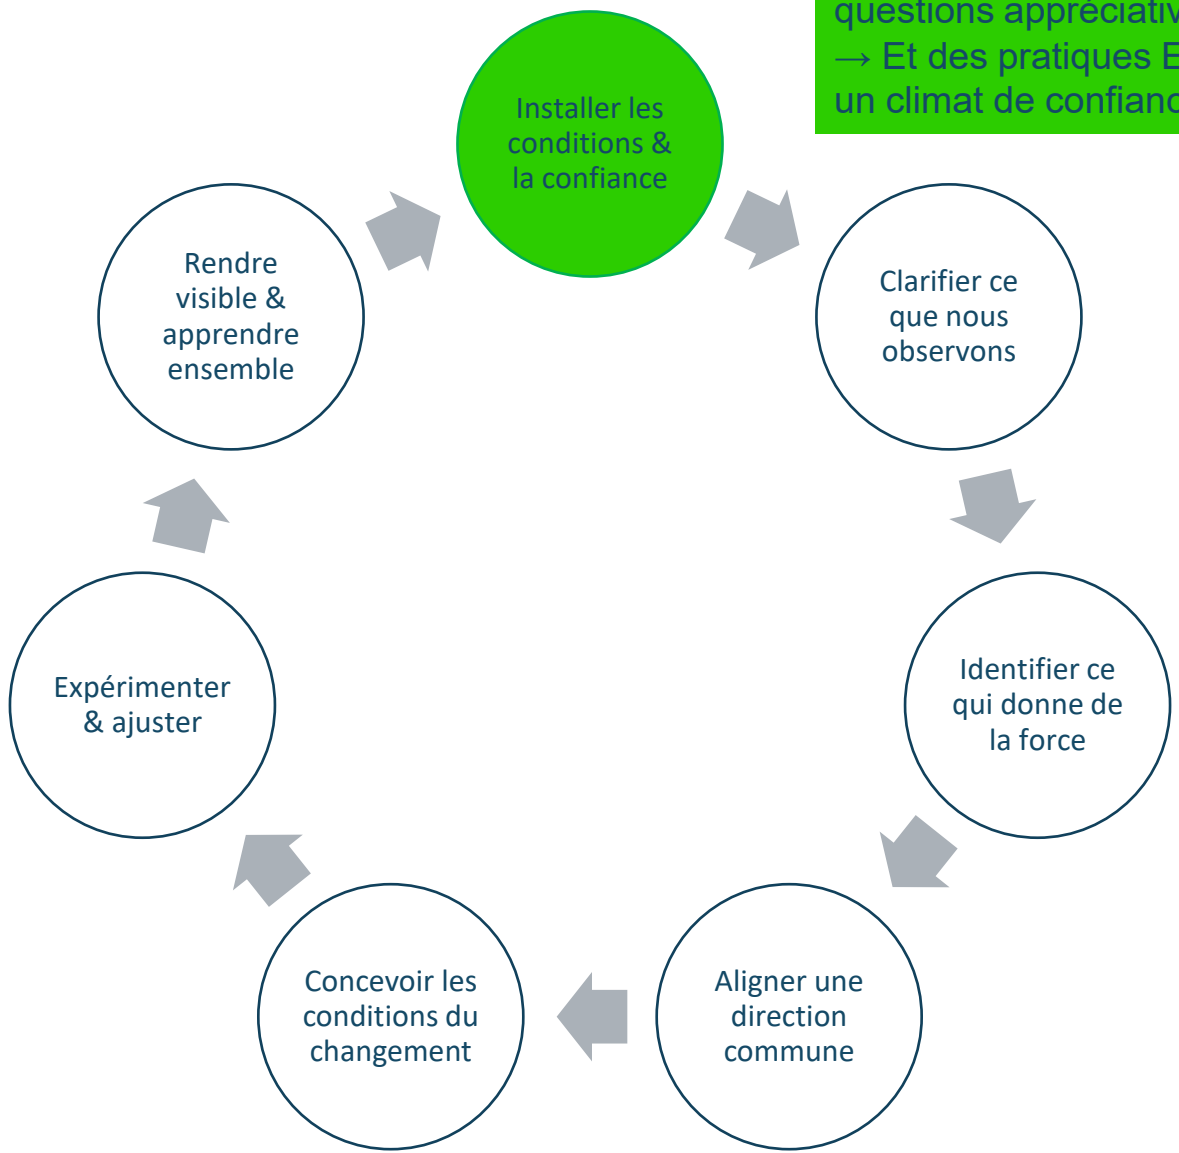 questions appréciativ
→ Et des pratiques E
un climat de confianc
Installer les
conditions &
la confiance
Clarifier ce
que nous
observons
Identifier ce
qui donne de
la force
Aligner une
direction
commune
Concevoir les
conditions du
changement
Expérimenter
& ajuster
Rendre
visible &
apprendre
ensemble